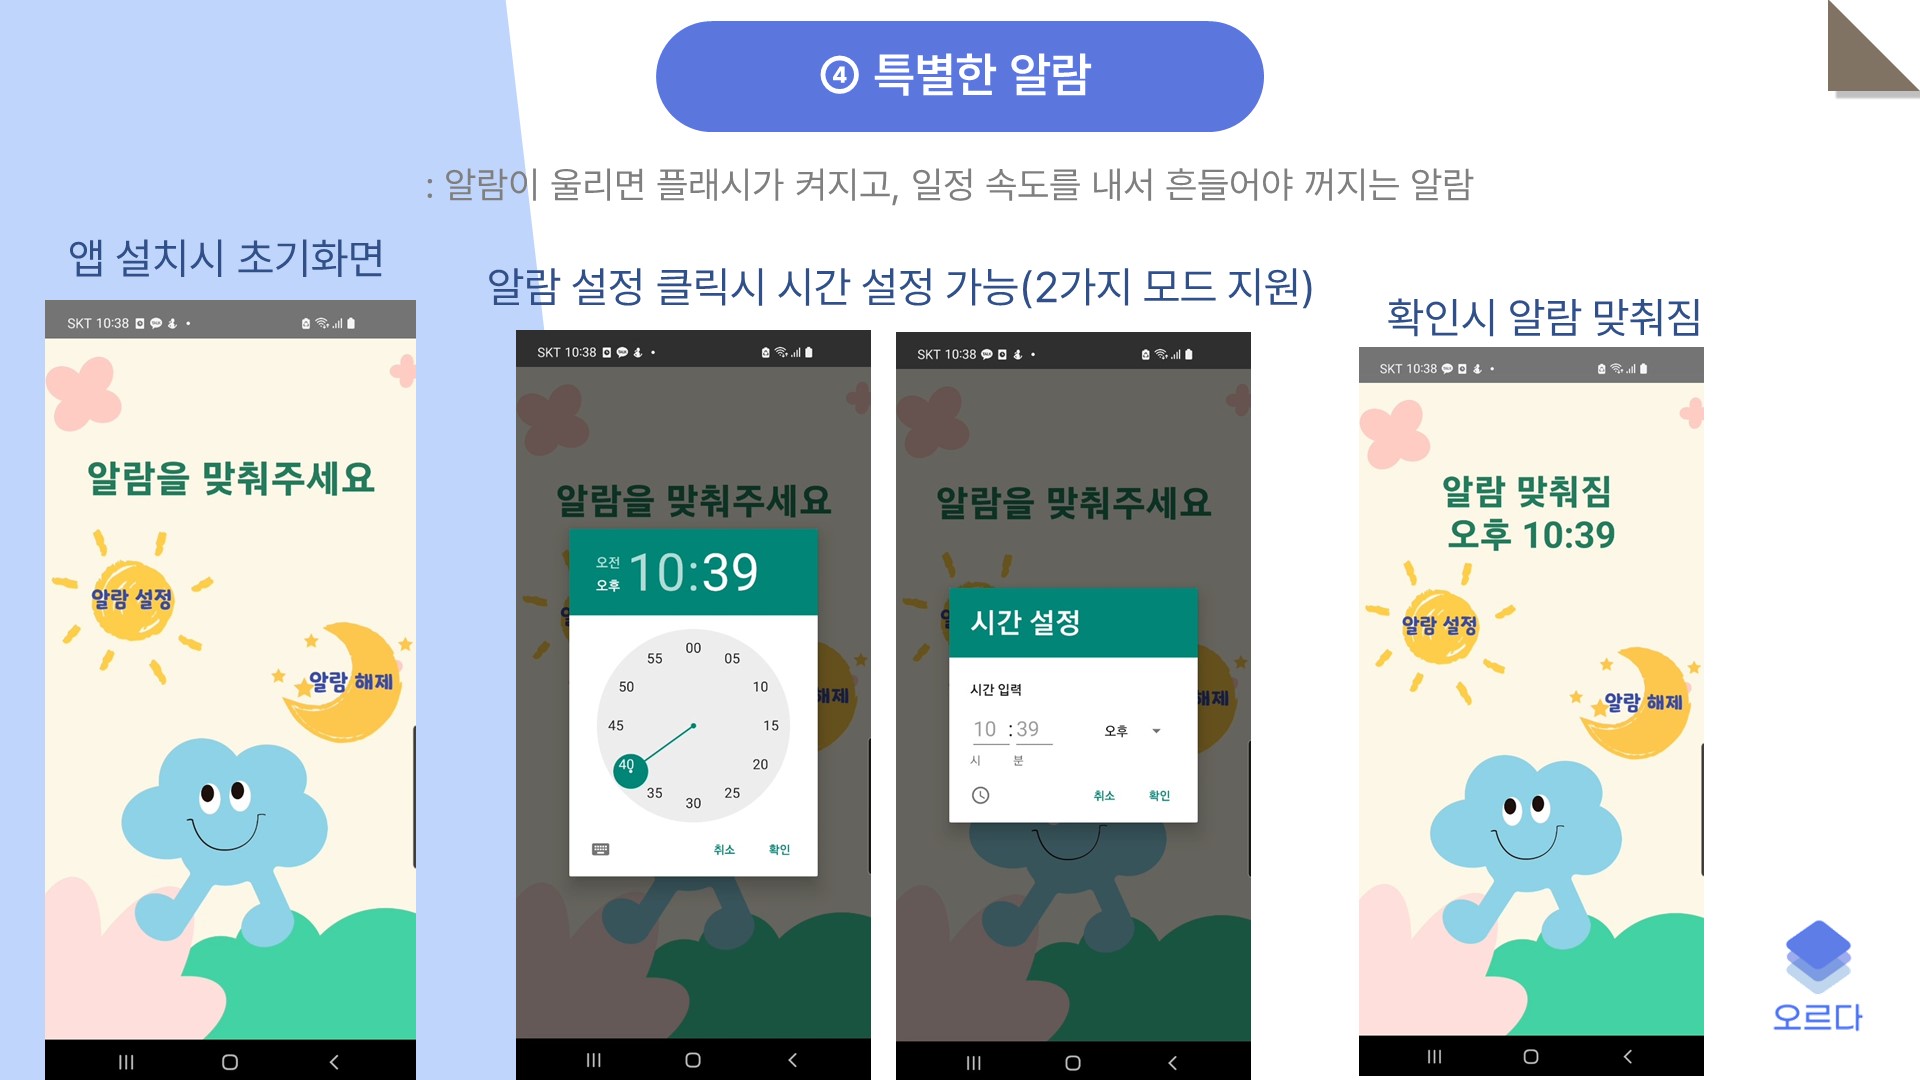 ④ 특별한 알람
: 알람이 울리면 플래시가 켜지고, 일정 속도를 내서 흔들어야 꺼지는 알람
앱 설치시 초기화면
SKT 10:38
알람을 맞춰주세요
알람 설정
알람 해제
알람 설정 클릭시 시간 설정 가능(2가지 모드 지원)
SKT 10:38
알람을 맞춰주세요
오전
오후
10:39
00
05
10
15
20
25
30
35
40
45
50
55
해제
취소
확인
SKT 10:38
알람을 맞춰주세요
시간 설정
시간 입력
10 : 39
오후
시
분
해제
취소
확인
확인시 알람 맞춰짐
SKT 10:38
알람 맞춰짐
오후 10:39
알람 설정
알람 해제
오르다